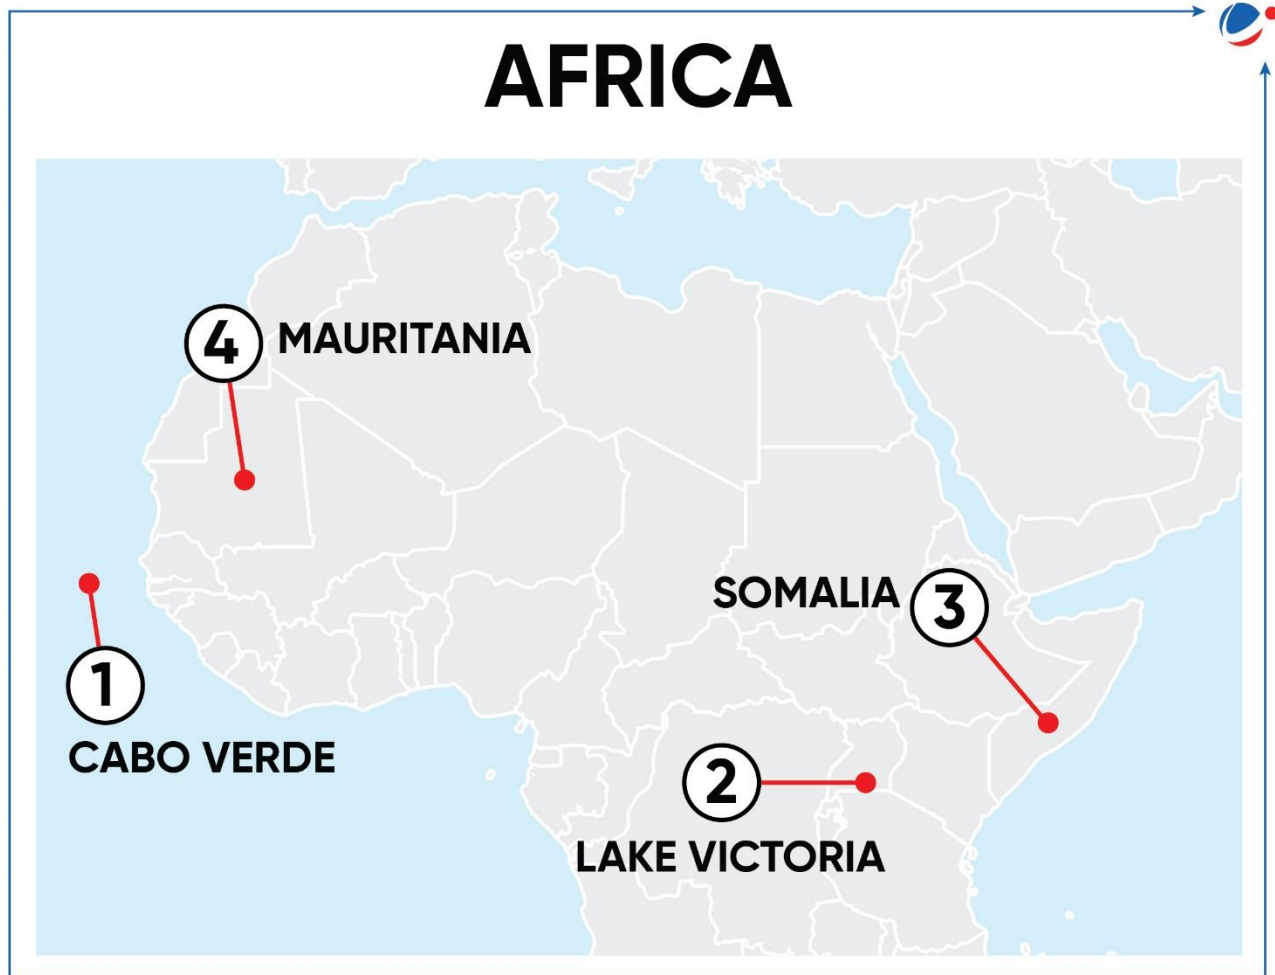 AFRICA
4 MAURITANIA
SOMALIA 3
1
CABO VERDE
2
LAKE VICTORIA